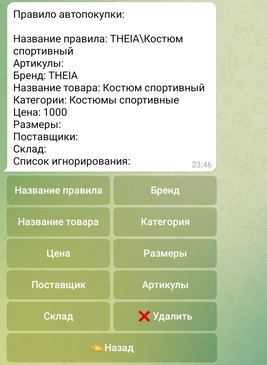 Правило автопокупки:
Название правила: THEIA\Костюм
спортивный
Артикулы:
Бренд: THEIA
Название товара: Костюм спортивный
Категории: Костюмы спортивные
Цена: 1000
Размеры:
Поставщики:
Склад:
Список игнорирования:
23:46
Название правила
Бренд
Название товара
Категория
Цена
Размеры
Поставщик
Артикулы
Склад
❌ Удалить
👈 Назад